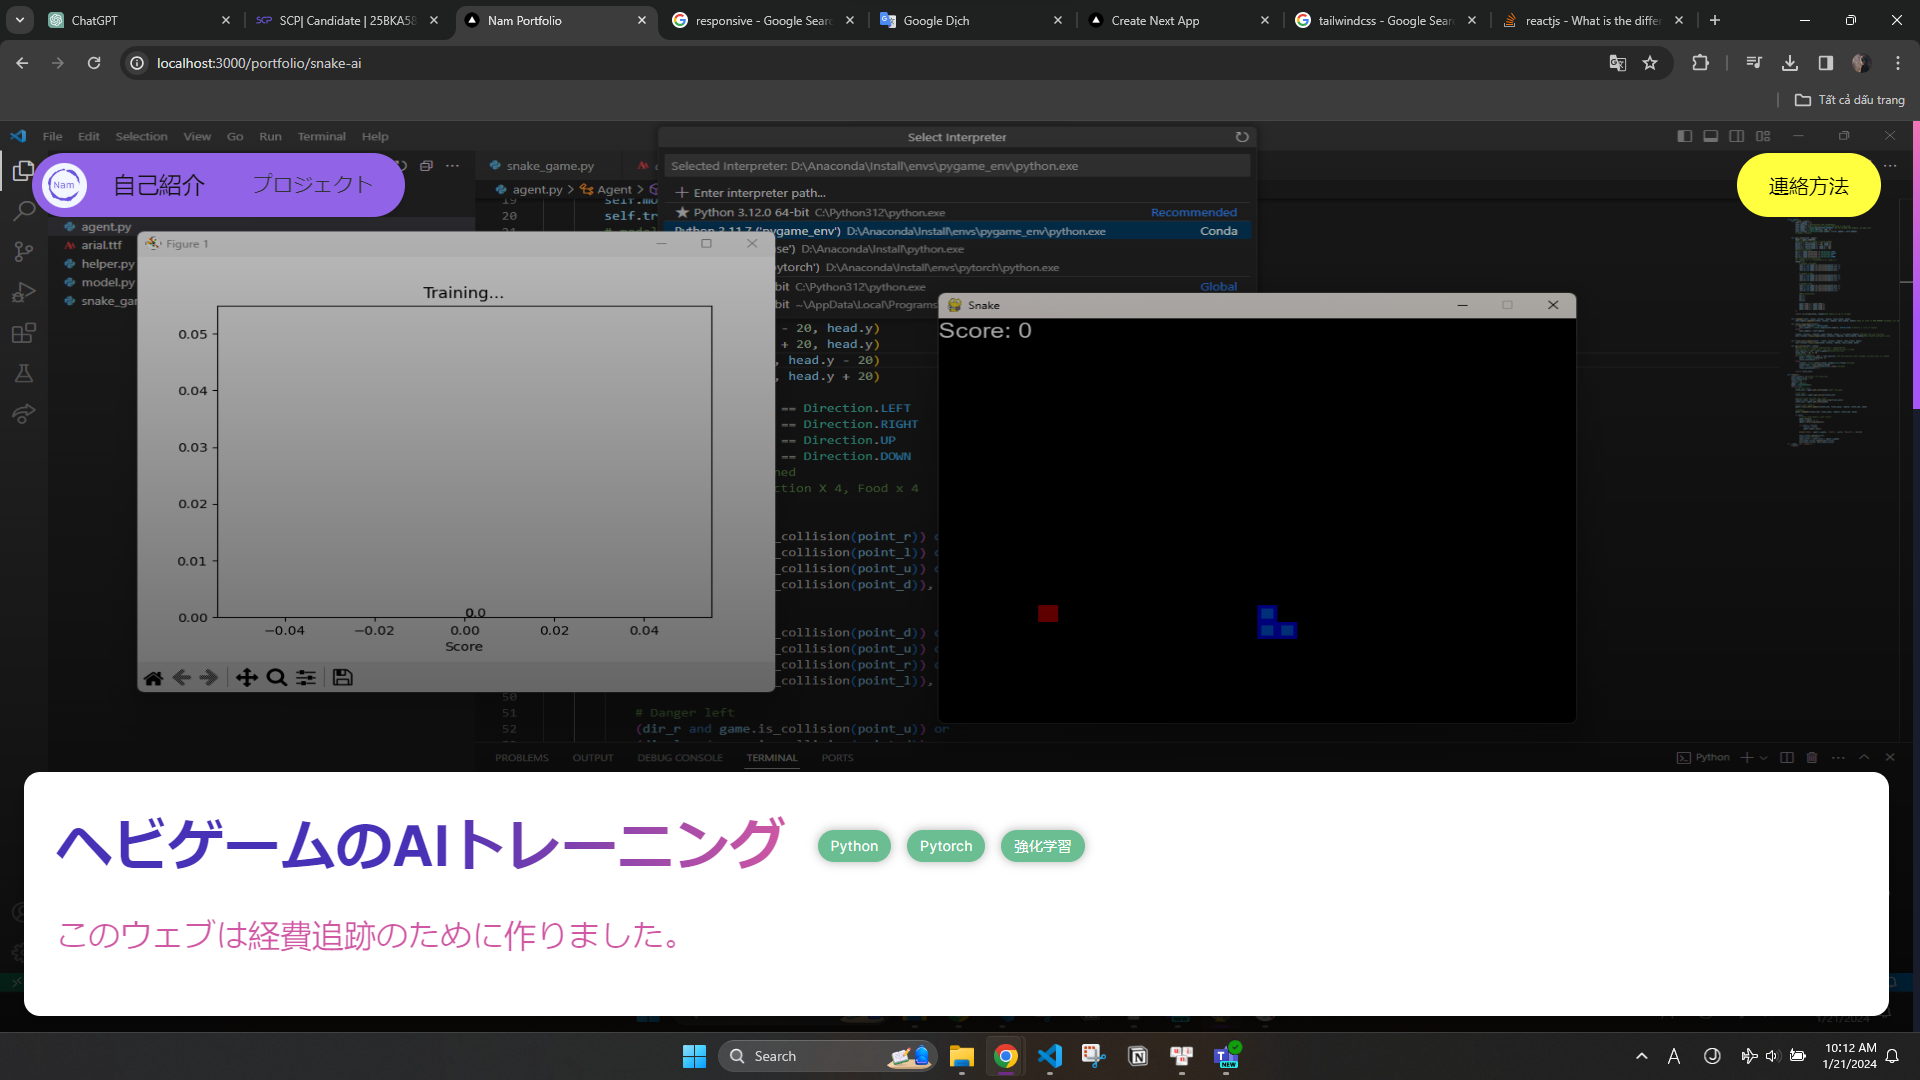 ChatGPT
SCP| Candidate | 25BKA58
Nam Portfolio
responsive - Google Sear
Google Dịch
Create Next App
tailwindcss - Google Sear
reactjs - What is the differ
localhost:3000/portfolio/snake-ai
Tất cả dấu trang
File Edit Selection View Go Run Terminal Help
Select Interpreter
Nam 自己紹介 プロジェクト
連絡方法
snake_game.py
Selected Interpreter: D:\Anaconda\Install\envs\pygame_env\python.exe
agent.py > Agent >
Enter interpreter path...
Python 3.12.0 64-bit C:\Python312\python.exe Recommended
20 self.tr
agent.py
Python 3.11.7 ('pygame_env') D:\Anaconda\Install\envs\pygame_env\python.exe Conda
arial.ttf
D:\Anaconda\Install\python.exe
helper.py
ytorch') D:\Anaconda\Install\envs\pytorch\python.exe
model.py
bit C:\Python312\python.exe Global
snake_gar
bit ~\AppData\Local\Programs
Figure 1
Training...
0.05
0.04
0.03
0.02
0.01
0.00
0.0
−0.04 −0.02 0.00 0.02 0.04
Score
- 20, head.y)
+ 20, head.y)
, head.y - 20)
, head.y + 20)
== Direction.LEFT
== Direction.RIGHT
== Direction.UP
== Direction.DOWN
ned
ction X 4, Food x 4
_collision(point_r))
_collision(point_l))
_collision(point_u))
_collision(point_d)),
_collision(point_d))
_collision(point_u))
_collision(point_r))
_collision(point_l)),
Snake
Score: 0
50
51 # Danger left
52 (dir_r and game.is_collision(point_u)) or
PROBLEMS OUTPUT DEBUG CONSOLE TERMINAL PORTS
Python
ヘビゲームのAIトレーニング
Python Pytorch 強化学習
このウェブは経費追跡のために作りました。
Search
10:12 AM
1/21/2024